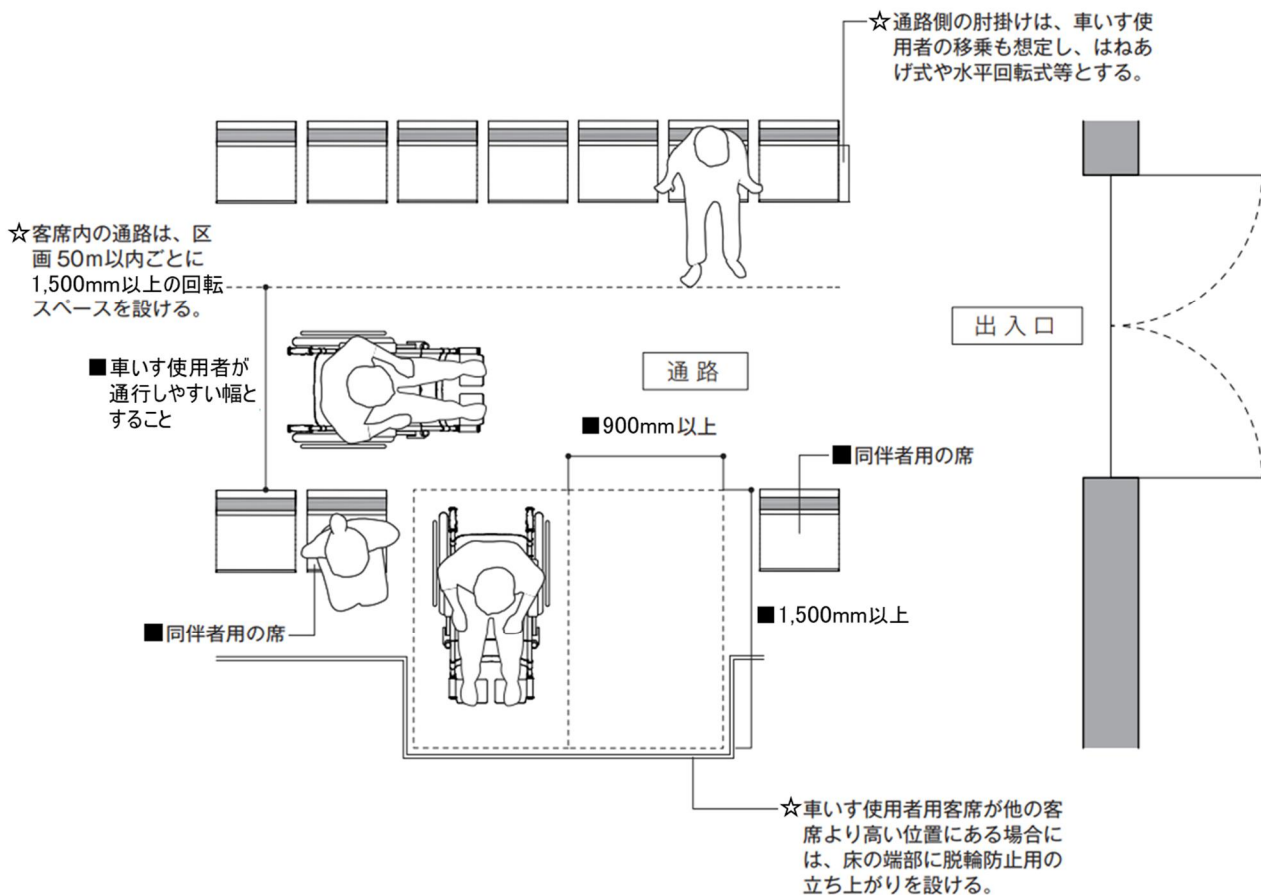 ☆通路側の肘掛けは、車いす使
用者の移乗も想定し、はねあ
げ式や水平回転式等とする。
☆客席内の通路は、区
画50m以内ごとに
1,500mm以上の回転
スペースを設ける。
出入口
■車いす使用者が
通行しやすい幅と
すること
通路
■900mm以上
■同伴者用の席
■1,500mm以上
■同伴者用の席
☆車いす使用者用客席が他の客
席より高い位置にある場合に
は、床の端部に脱輪防止用の
立ち上がりを設ける。